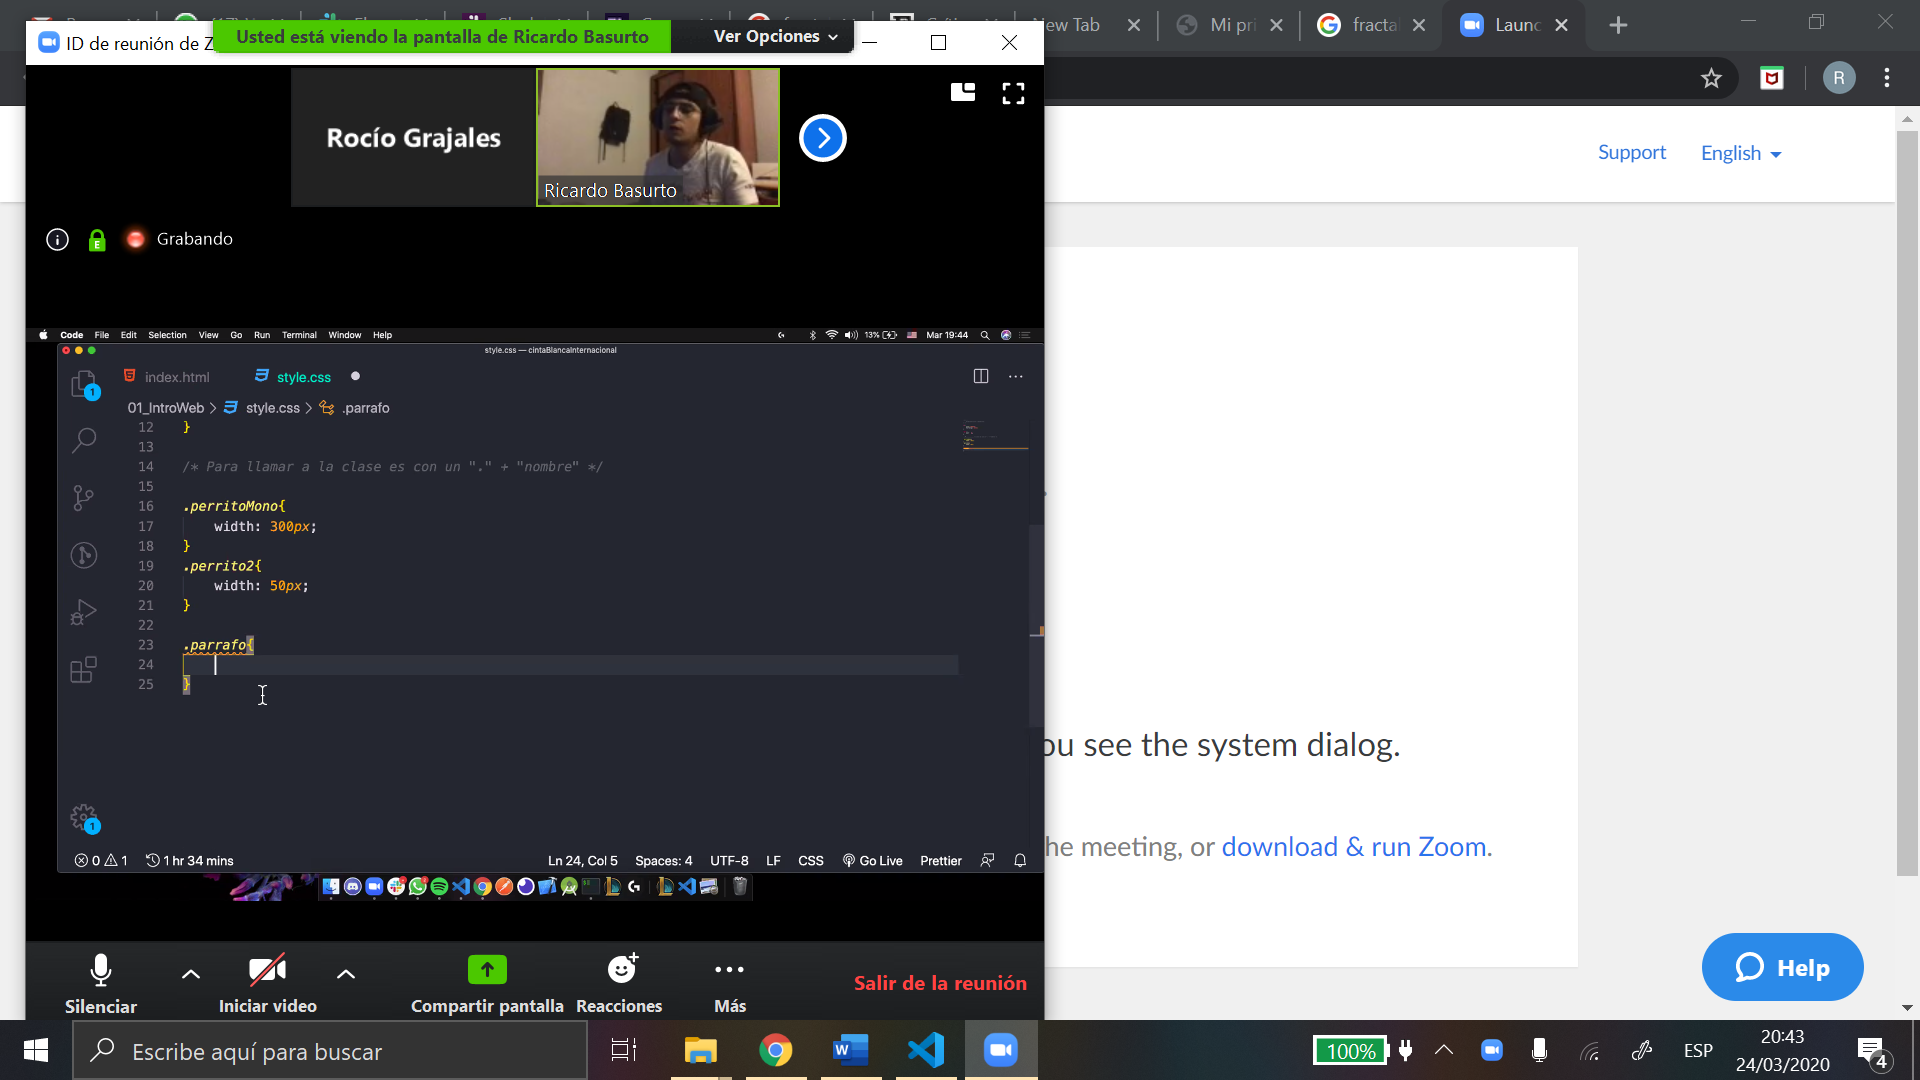 New Tab
Mi pri
fracta
Launc
ID de reunión de Z
Usted está viendo la pantalla de Ricardo Basurto
Ver Opciones
R
Support
English
Rocío Grajales
Ricardo Basurto
E
Grabando
Code File Edit Selection View Go Run Terminal Window Help
13%
Mar 19:44
style.css — cintaBlancaInternacional
1
index.html
style.css
01_IntroWeb > style.css > .parrafo
12 }
13
14 /* Para llamar a la clase es con un "." + "nombre" */
15
16 .perritoMono{
17 width: 300px;
18 }
19 .perrito2{
20 width: 50px;
21 }
22
23 .parrafo{
24
25 }
1
0 1 1 hr 34 mins
Ln 24, Col 5 Spaces: 4 UTF-8 LF CSS Go Live Prettier
ou see the system dialog.
he meeting, or download & run Zoom.
Help
Silenciar
Iniciar video
Compartir pantalla
Reacciones
Más
Salir de la reunión
Escribe aquí para buscar
100%
ESP
20:43
24/03/2020
4